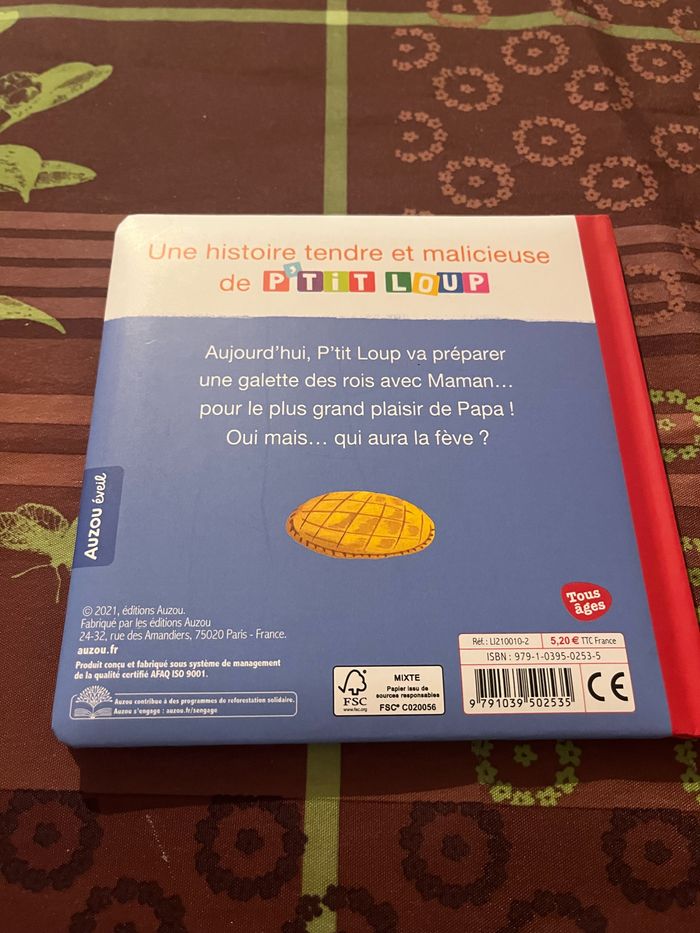 Une histoire tendre et malicieuse
de P'TIT LOUP
Aujourd'hui, P'tit Loup va préparer
une galette des rois avec Maman...
pour le plus grand plaisir de Papa !
Oui mais... qui aura la fève ?
Auzou éveil
© 2021, éditions Auzou.
Fabriqué par les éditions Auzou
24-32, rue des Amandiers, 75020 Paris - France.
auzou.fr
Produit conçu et fabriqué sous système de management
de la qualité certifié AFAQ ISO 9001.
Auzou contribue à des programmes de reforestation solidaire.
Auzou s'engage : auzou.fr/sengage
FSC
www.fsc.org
MIXTE
Papier issu de
sources responsables
FSC® C020056
Tous
âges
Réf.: LI210010-2 5,20 € TTC France
ISBN : 979-1-0395-0253-5
9 791039 502535
CE